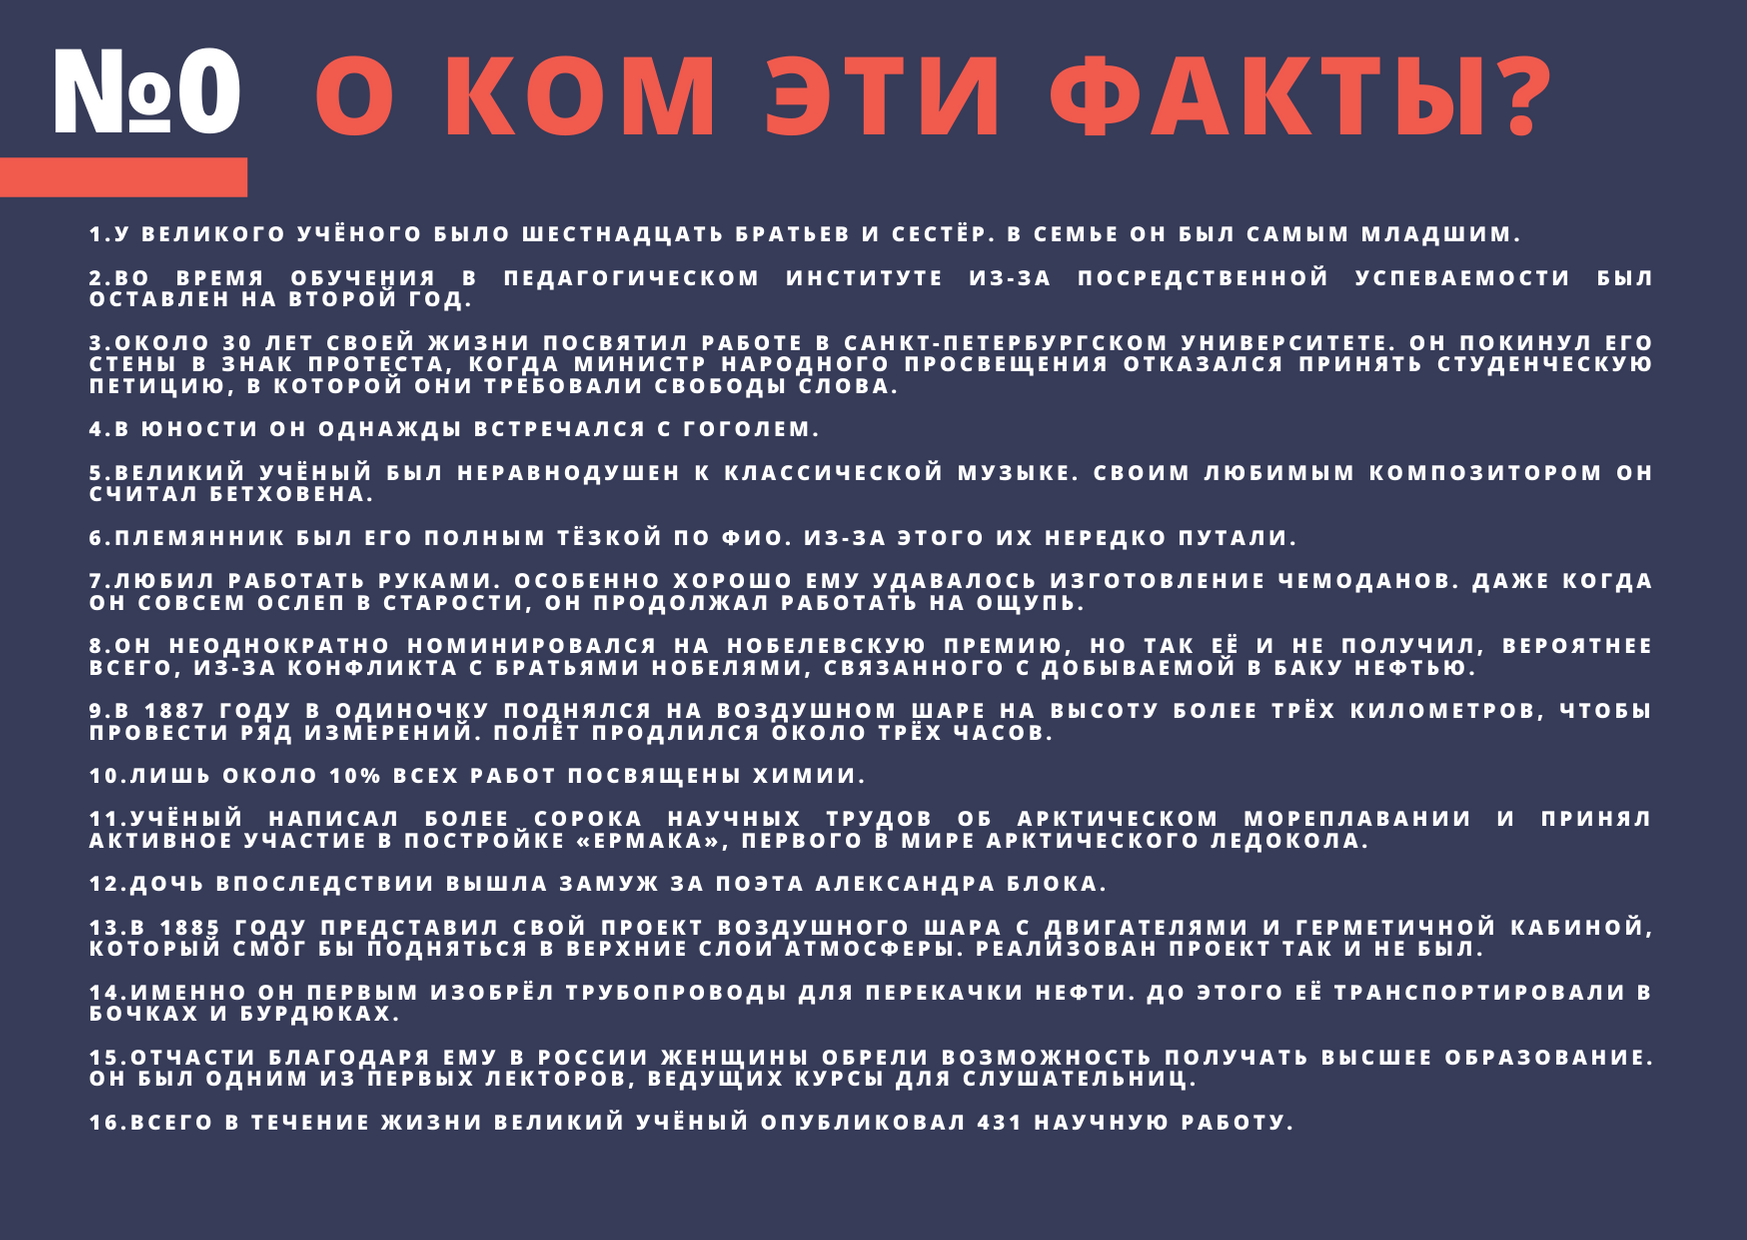 №0 О КОМ ЭТИ ФАКТЫ?
1.У ВЕЛИКОГО УЧЁНОГО БЫЛО ШЕСТНАДЦАТЬ БРАТЬЕВ И СЕСТЁР. В СЕМЬЕ ОН БЫЛ САМЫМ МЛАДШИМ.
2.ВО ВРЕМЯ ОБУЧЕНИЯ В ПЕДАГОГИЧЕСКОМ ИНСТИТУТЕ ИЗ-ЗА ПОСРЕДСТВЕННОЙ УСПЕВАЕМОСТИ БЫЛ
ОСТАВЛЕН НА ВТОРОЙ ГОД.
3.ОКОЛО 30 ЛЕТ СВОЕЙ ЖИЗНИ ПОСВЯТИЛ РАБОТЕ В САНКТ-ПЕТЕРБУРГСКОМ УНИВЕРСИТЕТЕ. ОН ПОКИНУЛ ЕГО
СТЕНЫ В ЗНАК ПРОТЕСТА, КОГДА МИНИСТР НАРОДНОГО ПРОСВЕЩЕНИЯ ОТКАЗАЛСЯ ПРИНЯТЬ СТУДЕНЧЕСКУЮ
ПЕТИЦИЮ, В КОТОРОЙ ОНИ ТРЕБОВАЛИ СВОБОДЫ СЛОВА.
4.В ЮНОСТИ ОН ОДНАЖДЫ ВСТРЕЧАЛСЯ С ГОГОЛЕМ.
5.ВЕЛИКИЙ УЧЁНЫЙ БЫЛ НЕРАВНОДУШЕН К КЛАССИЧЕСКОЙ МУЗЫКЕ. СВОИМ ЛЮБИМЫМ КОМПОЗИТОРОМ ОН
СЧИТАЛ БЕТХОВЕНА.
6.ПЛЕМЯННИК БЫЛ ЕГО ПОЛНЫМ ТЁЗКОЙ ПО ФИО. ИЗ-ЗА ЭТОГО ИХ НЕРЕДКО ПУТАЛИ.
7.ЛЮБИЛ РАБОТАТЬ РУКАМИ. ОСОБЕННО ХОРОШО ЕМУ УДАВАЛОСЬ ИЗГОТОВЛЕНИЕ ЧЕМОДАНОВ. ДАЖЕ КОГДА
ОН СОВСЕМ ОСЛЕП В СТАРОСТИ, ОН ПРОДОЛЖАЛ РАБОТАТЬ НА ОЩУПЬ.
8.ОН НЕОДНОКРАТНО НОМИНИРОВАЛСЯ НА НОБЕЛЕВСКУЮ ПРЕМИЮ, НО ТАК ЕЁ И НЕ ПОЛУЧИЛ, ВЕРОЯТНЕЕ
ВСЕГО, ИЗ-ЗА КОНФЛИКТА С БРАТЬЯМИ НОБЕЛЯМИ, СВЯЗАННОГО С ДОБЫВАЕМОЙ В БАКУ НЕФТЬЮ.
9.В 1887 ГОДУ В ОДИНОЧКУ ПОДНЯЛСЯ НА ВОЗДУШНОМ ШАРЕ НА ВЫСОТУ БОЛЕЕ ТРЁХ КИЛОМЕТРОВ, ЧТОБЫ
ПРОВЕСТИ РЯД ИЗМЕРЕНИЙ. ПОЛЁТ ПРОДЛИЛСЯ ОКОЛО ТРЁХ ЧАСОВ.
10.ЛИШЬ ОКОЛО 10% ВСЕХ РАБОТ ПОСВЯЩЕНЫ ХИМИИ.
11.УЧЁНЫЙ НАПИСАЛ БОЛЕЕ СОРОКА НАУЧНЫХ ТРУДОВ ОБ АРКТИЧЕСКОМ МОРЕПЛАВАНИИ И ПРИНЯЛ
АКТИВНОЕ УЧАСТИЕ В ПОСТРОЙКЕ «ЕРМАКА», ПЕРВОГО В МИРЕ АРКТИЧЕСКОГО ЛЕДОКОЛА.
12.ДОЧЬ ВПОСЛЕДСТВИИ ВЫШЛА ЗАМУЖ ЗА ПОЭТА АЛЕКСАНДРА БЛОКА.
13.В 1885 ГОДУ ПРЕДСТАВИЛ СВОЙ ПРОЕКТ ВОЗДУШНОГО ШАРА С ДВИГАТЕЛЯМИ И ГЕРМЕТИЧНОЙ КАБИНОЙ,
КОТОРЫЙ СМОГ БЫ ПОДНЯТЬСЯ В ВЕРХНИЕ СЛОИ АТМОСФЕРЫ. РЕАЛИЗОВАН ПРОЕКТ ТАК И НЕ БЫЛ.
14.ИМЕННО ОН ПЕРВЫМ ИЗОБРЁЛ ТРУБОПРОВОДЫ ДЛЯ ПЕРЕКАЧКИ НЕФТИ. ДО ЭТОГО ЕЁ ТРАНСПОРТИРОВАЛИ В
БОЧКАХ И БУРДЮКАХ.
15.ОТЧАСТИ БЛАГОДАРЯ ЕМУ В РОССИИ ЖЕНЩИНЫ ОБРЕЛИ ВОЗМОЖНОСТЬ ПОЛУЧАТЬ ВЫСШЕЕ ОБРАЗОВАНИЕ.
ОН БЫЛ ОДНИМ ИЗ ПЕРВЫХ ЛЕКТОРОВ, ВЕДУЩИХ КУРСЫ ДЛЯ СЛУШАТЕЛЬНИЦ.
16.ВСЕГО В ТЕЧЕНИЕ ЖИЗНИ ВЕЛИКИЙ УЧЁНЫЙ ОПУБЛИКОВАЛ 431 НАУЧНУЮ РАБОТУ.